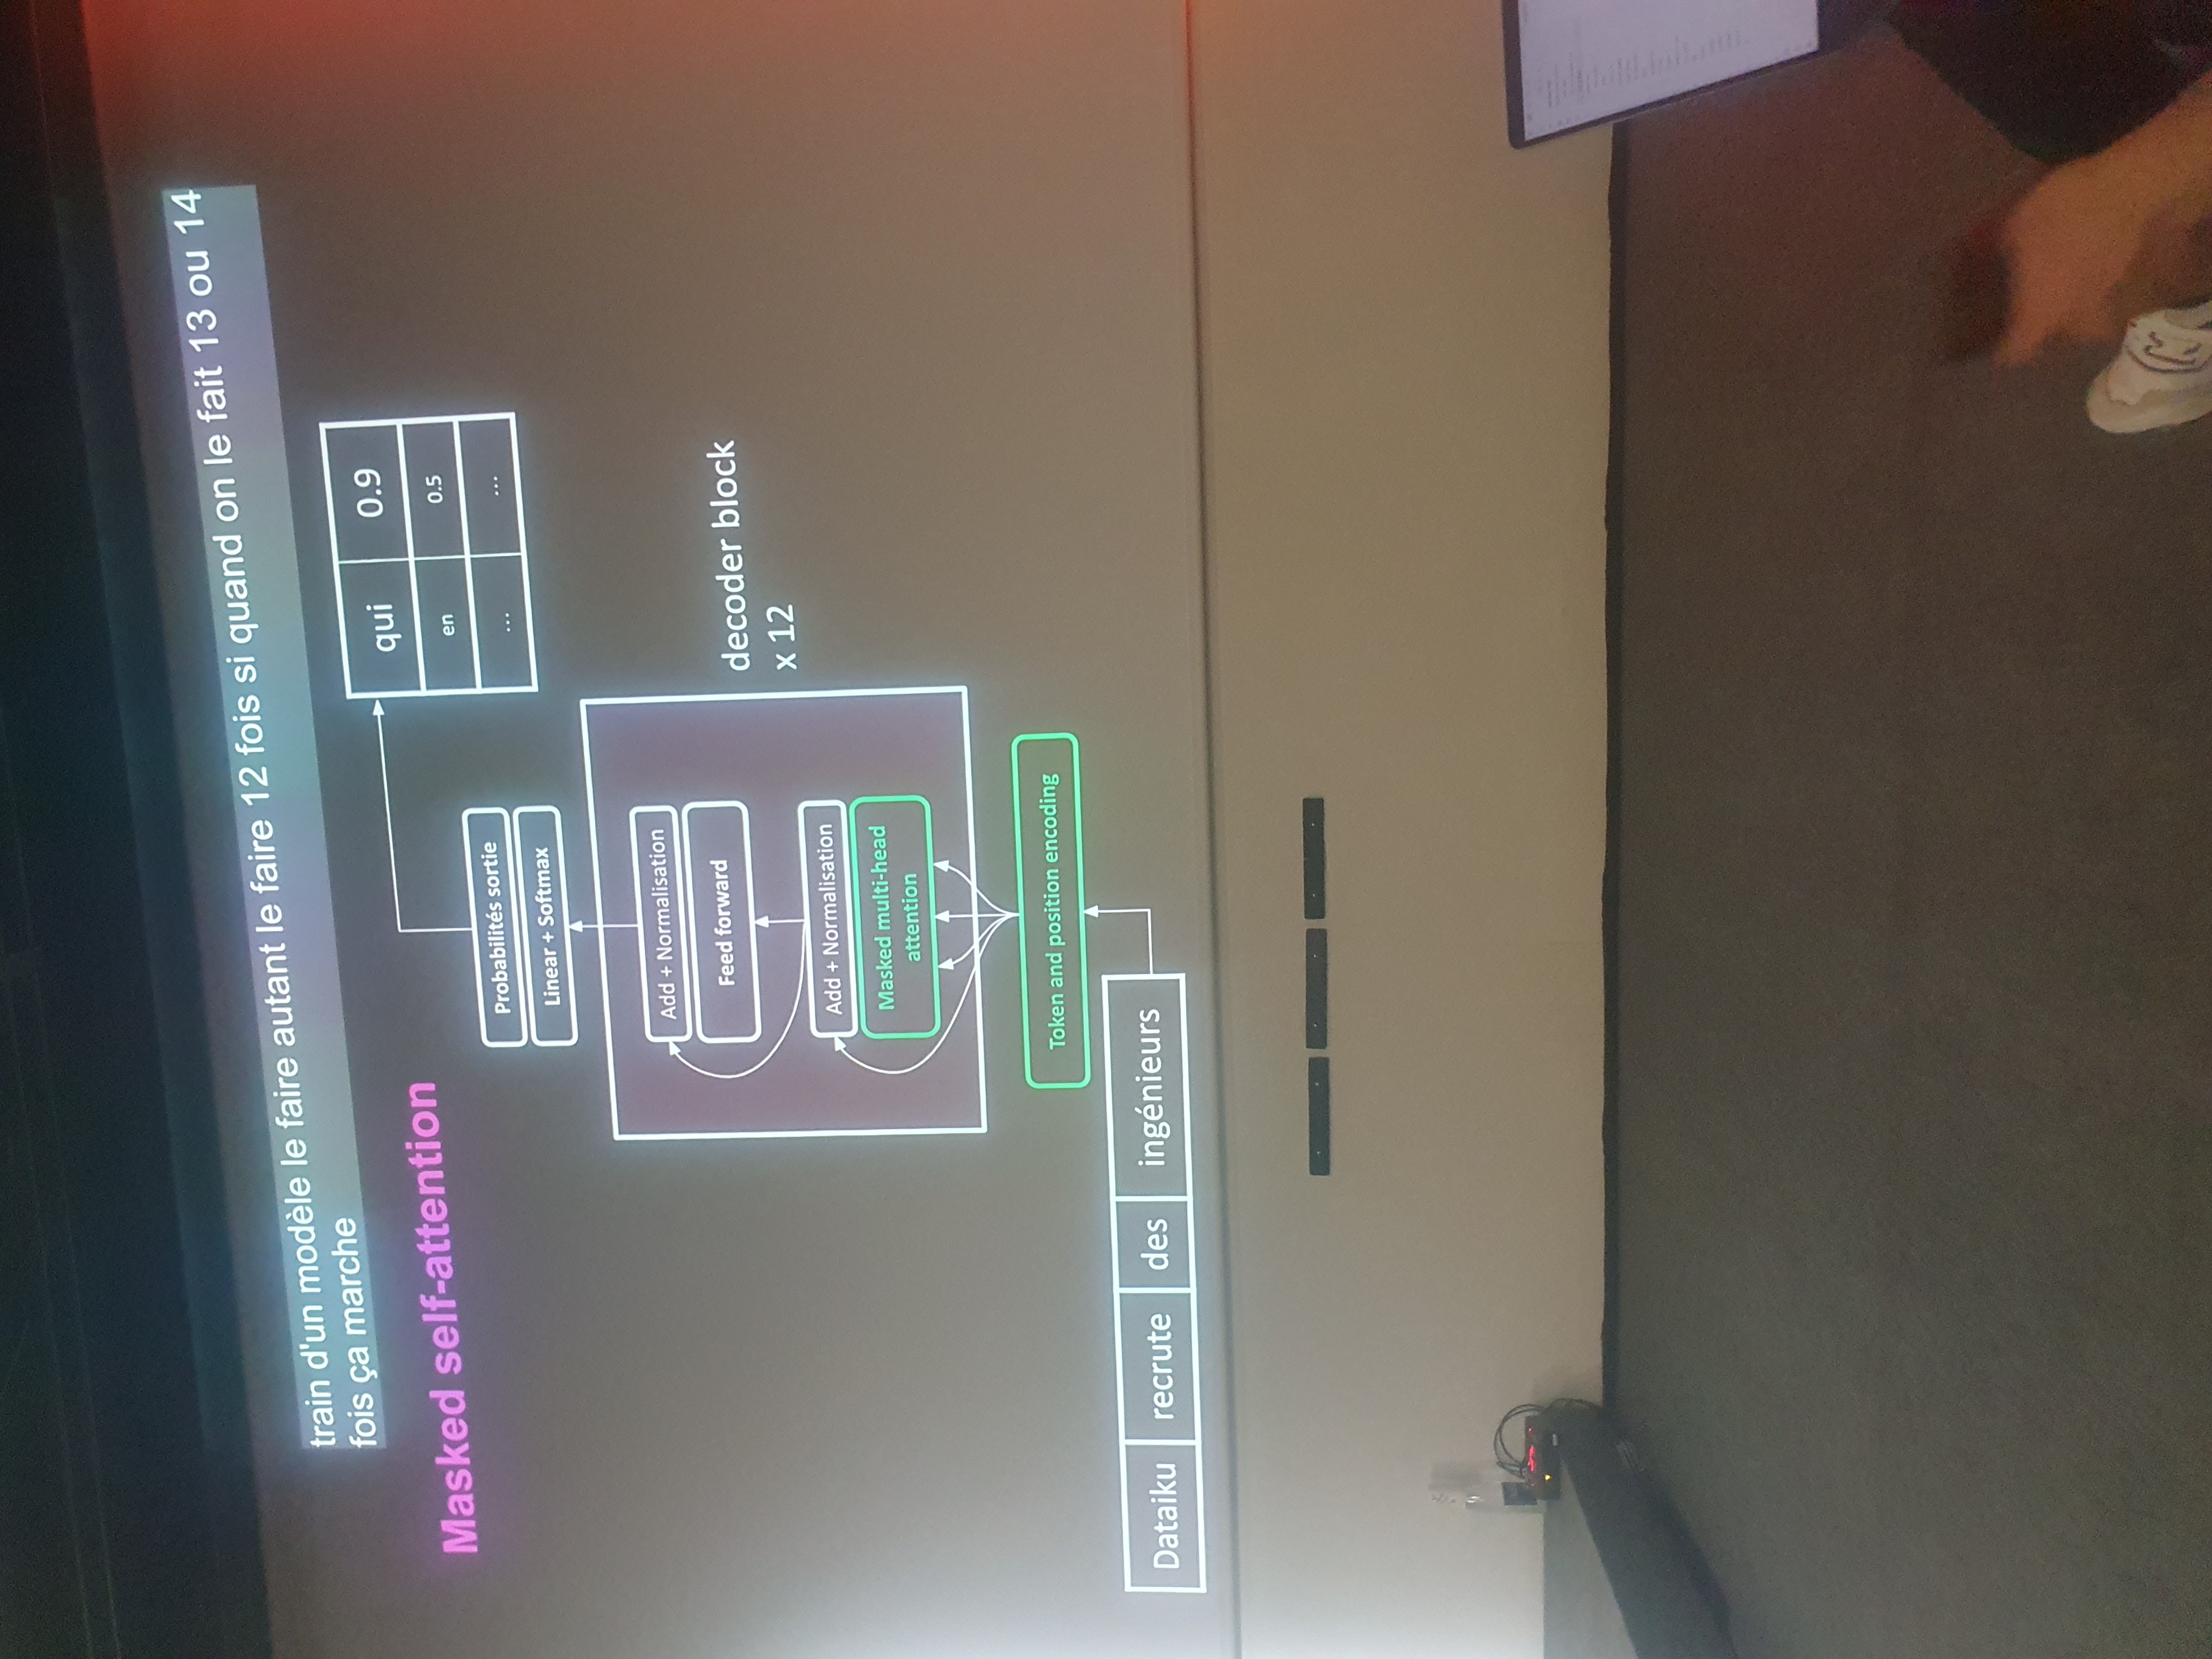 train d'un modèle le faire autant le faire 12 fois si quand on le fait 13 ou 14
fois ça marche
Masked self-attention
qui 0.9
en 0.5
... ...
Probabilités sortie
Linear + Softmax
Add + Normalisation
Feed forward
decoder block
x 12
Add + Normalisation
Masked multi-head
attention
Token and position encoding
Dataiku recrute des ingénieurs